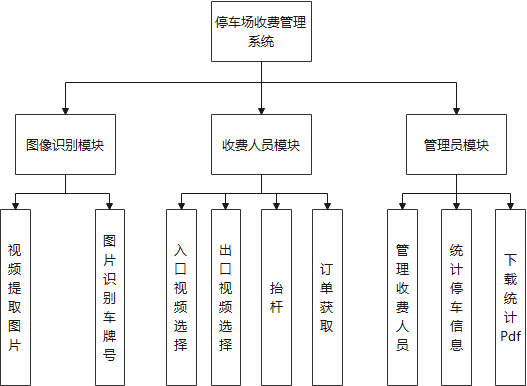 停车场收费管理
系统
图像识别模块
收费人员模块
管理员模块
视频提取图片
图片识别车牌号
入口视频选择
出口视频选择
抬杆
订单获取
管理收费人员
统计停车信息
下载统计Pdf